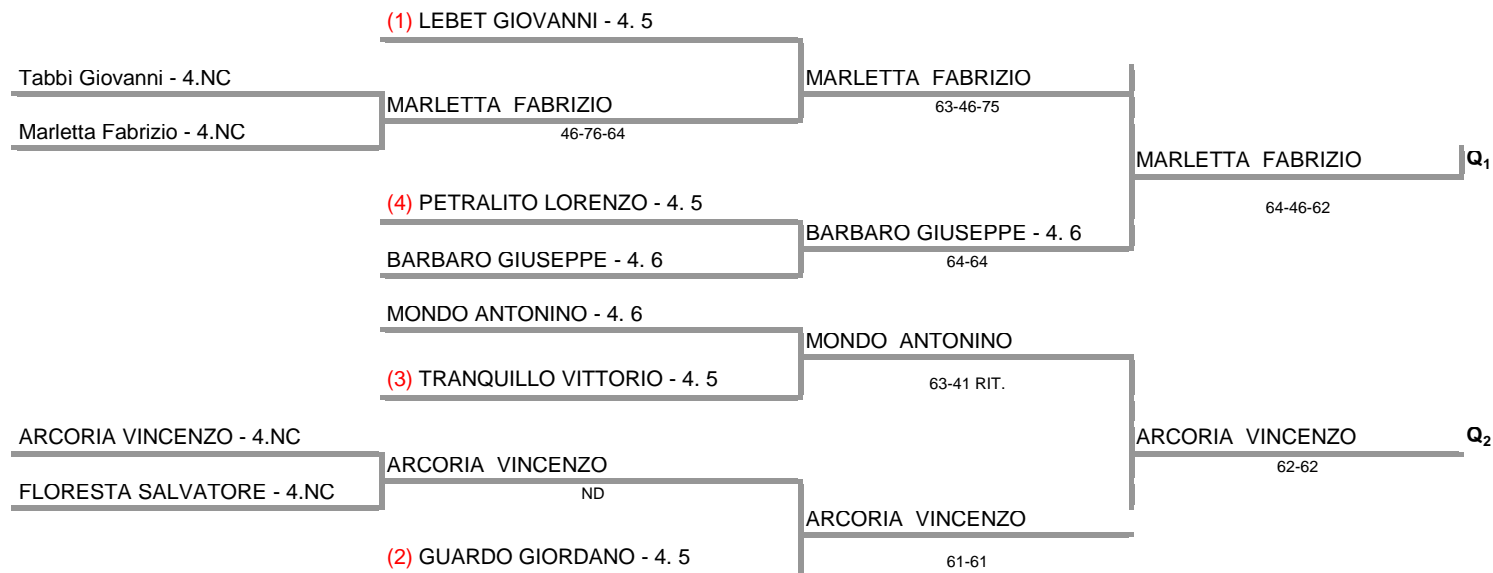 (1) LEBET GIOVANNI - 4. 5
Tabbì Giovanni - 4.NC
MARLETTA FABRIZIO
MARLETTA FABRIZIO
63-46-75
Marletta Fabrizio - 4.NC
46-76-64
MARLETTA FABRIZIO
Q1
64-46-62
(4) PETRALITO LORENZO - 4. 5
BARBARO GIUSEPPE - 4. 6
BARBARO GIUSEPPE - 4. 6
64-64
MONDO ANTONINO - 4. 6
MONDO ANTONINO
(3) TRANQUILLO VITTORIO - 4. 5
63-41 RIT.
ARCORIA VINCENZO - 4.NC
ARCORIA VINCENZO
Q2
ARCORIA VINCENZO
62-62
FLORESTA SALVATORE - 4.NC
ND
ARCORIA VINCENZO
(2) GUARDO GIORDANO - 4. 5
61-61